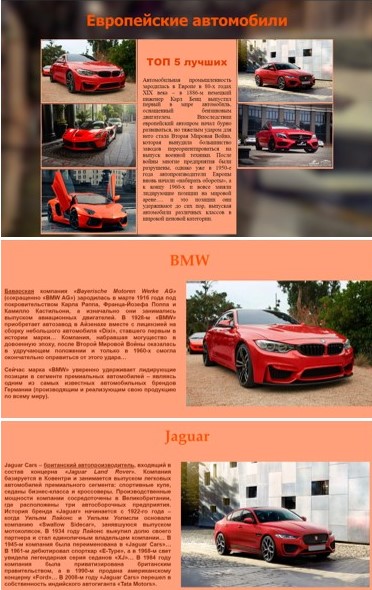 Европейские автомобили
ТОП 5 лучших
Автомобильная промышленность
зародилась в Европе в 80-х годах
XIX века – в 1886-м немецкий
инженер Карл Бенц выпустил
первый в мире автомобиль,
оснащённый бензиновым
двигателем. Впоследствии
европейский автопром начал бурно
развиваться, но тяжелым ударом для
него стала Вторая Мировая Война,
которая вынудила большинство
заводов переориентироваться на
выпуск военной техники. После
войны многие предприятия были
разрушены, однако уже в 1950-е
года автопроизводители Европы
вновь начали «набирать обороты», а
к концу 1960-х и вовсе заняли
лидирующие позиции на мировой
арене… и эти позиции они
удерживают до сих пор, выпуская
автомобили различных классов в
широкой ценовой категории.
BMW
Баварская компания «Bayerische Motoren Werke AG»
(сокращенно «BMW AG») зародилась в марте 1916 года под
покровительством Карла Раппа, Франца-Йозефа Поппа и
Камилло Кастильони, а изначально они занимались
выпуском авиационных двигателей. В 1928-м «BMW»
приобретает автозавод в Айзенахе вместе с лицензией на
сборку небольшого автомобиля «Dixi», ставшего первым в
истории марки… Компания, набравшая могущество в
довоенную эпоху, после Второй Мировой Войны оказалась
в удручающем положении и только в 1960-х смогла
окончательно оправиться от этого удара.
Сейчас марка «BMW» уверенно удерживает лидирующие
позиции в сегменте премиальных автомобилей – являясь
одним из самых известных автомобильных брендов
Германии (производящим и реализующим свою продукцию
по всему миру).
Jaguar
Jaguar Cars – британский автопроизводитель, входящий в
состав концерна «Jaguar Land Rover». Компания
базируется в Ковентри и занимается выпуском легковых
автомобилей премиального сегмента: спортивные купе,
седаны бизнес-класса и кроссоверы. Производственные
мощности компании сосредоточены в Великобритании,
где расположены три автосборочных предприятия.
История бренда «Jaguar» начинается с 1922-го года –
когда Уильям Лайонс и Уильям Уолмсли основали
компанию «Swallow Sidecar», занявшуюся выпуском
мотоколясок. В 1934 году Лайонс выкупил долю своего
партнера и стал единоличным владельцем компании… В
1945-м компания была переименована в «Jaguar Cars»…
В 1961-м дебютировал спорткар «E-Type», а в 1968-м свет
увидела легендарная серия седанов «XJ»… В 1984 году
компания была приватизирована британским
правительством, а в 1990-м продана американскому
концерну «Ford»… В 2008-м году «Jaguar Cars» перешел в
собственность индийского автогиганта «Tata Motors».